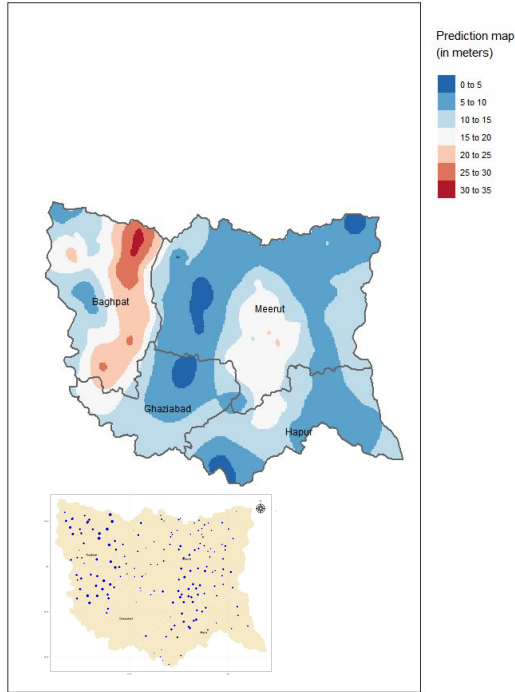 Prediction map
(in meters)
0 to 5
5 to 10
10 to 15
15 to 20
20 to 25
25 to 30
30 to 35
Baghpat
Meerut
Ghaziabad
Hapur
Ghaziabad